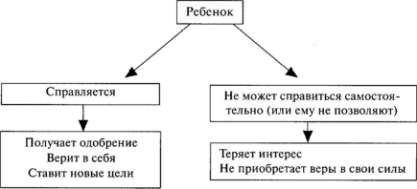 Ребенок
Справляется
Не может справиться самостоя-
тельно (или ему не позволяют)
Получает одобрение
Верит в себя
Ставит новые цели
Теряет интерес
Не приобретает веры в свои силы